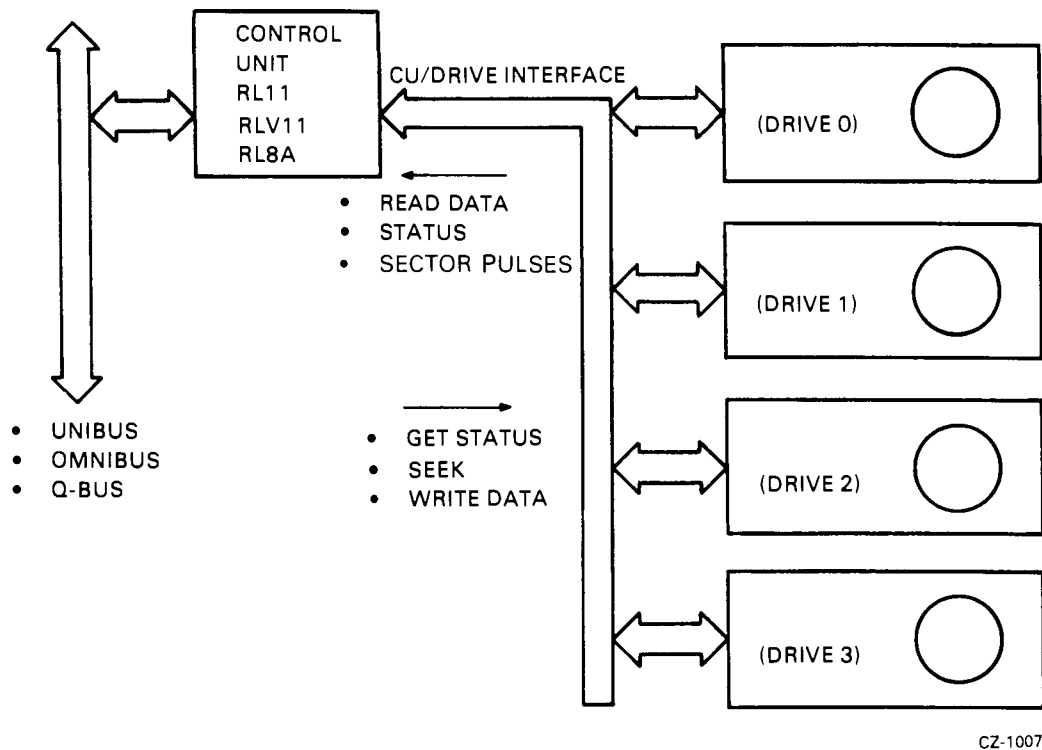 CONTROL
UNIT
RL11
RLV11
RL8A
CU/DRIVE INTERFACE
(DRIVE 0)
• READ DATA
• STATUS
• SECTOR PULSES
(DRIVE 1)
• UNIBUS
• OMNIBUS
• Q-BUS
• GET STATUS
• SEEK
• WRITE DATA
(DRIVE 2)
(DRIVE 3)
CZ-1007